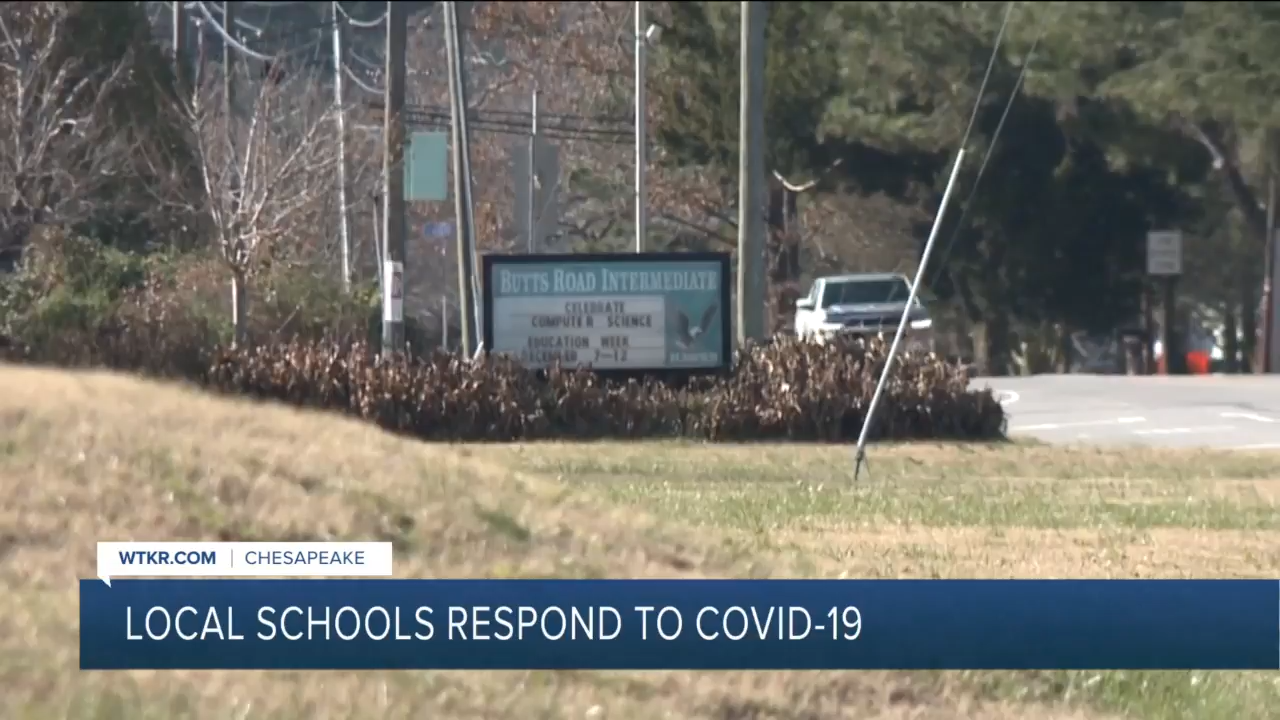 BUTTS ROAD INTERMEDIATE
CELEBRATE
COMPUTER SCIENCE
EDUCATION WEEK
DECEMBER 7-12
WTKR.COM | CHESAPEAKE
LOCAL SCHOOLS RESPOND TO COVID-19